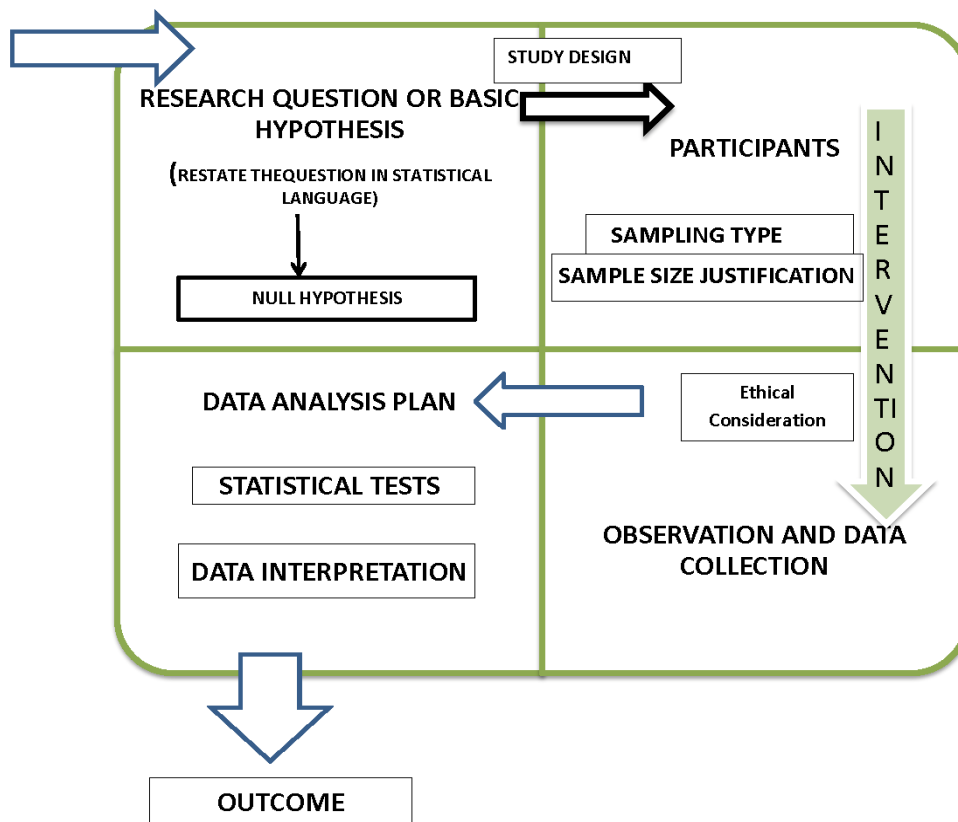 STUDY DESIGN
RESEARCH QUESTION OR BASIC
HYPOTHESIS
(RESTATE THEQUESTION IN STATISTICAL
LANGUAGE)
NULL HYPOTHESIS
PARTICIPANTS
SAMPLING TYPE
SAMPLE SIZE JUSTIFICATION
I
N
T
E
R
V
E
N
TI
O
N
Ethical
Consideration
OBSERVATION AND DATA
COLLECTION
DATA ANALYSIS PLAN
STATISTICAL TESTS
DATA INTERPRETATION
OUTCOME